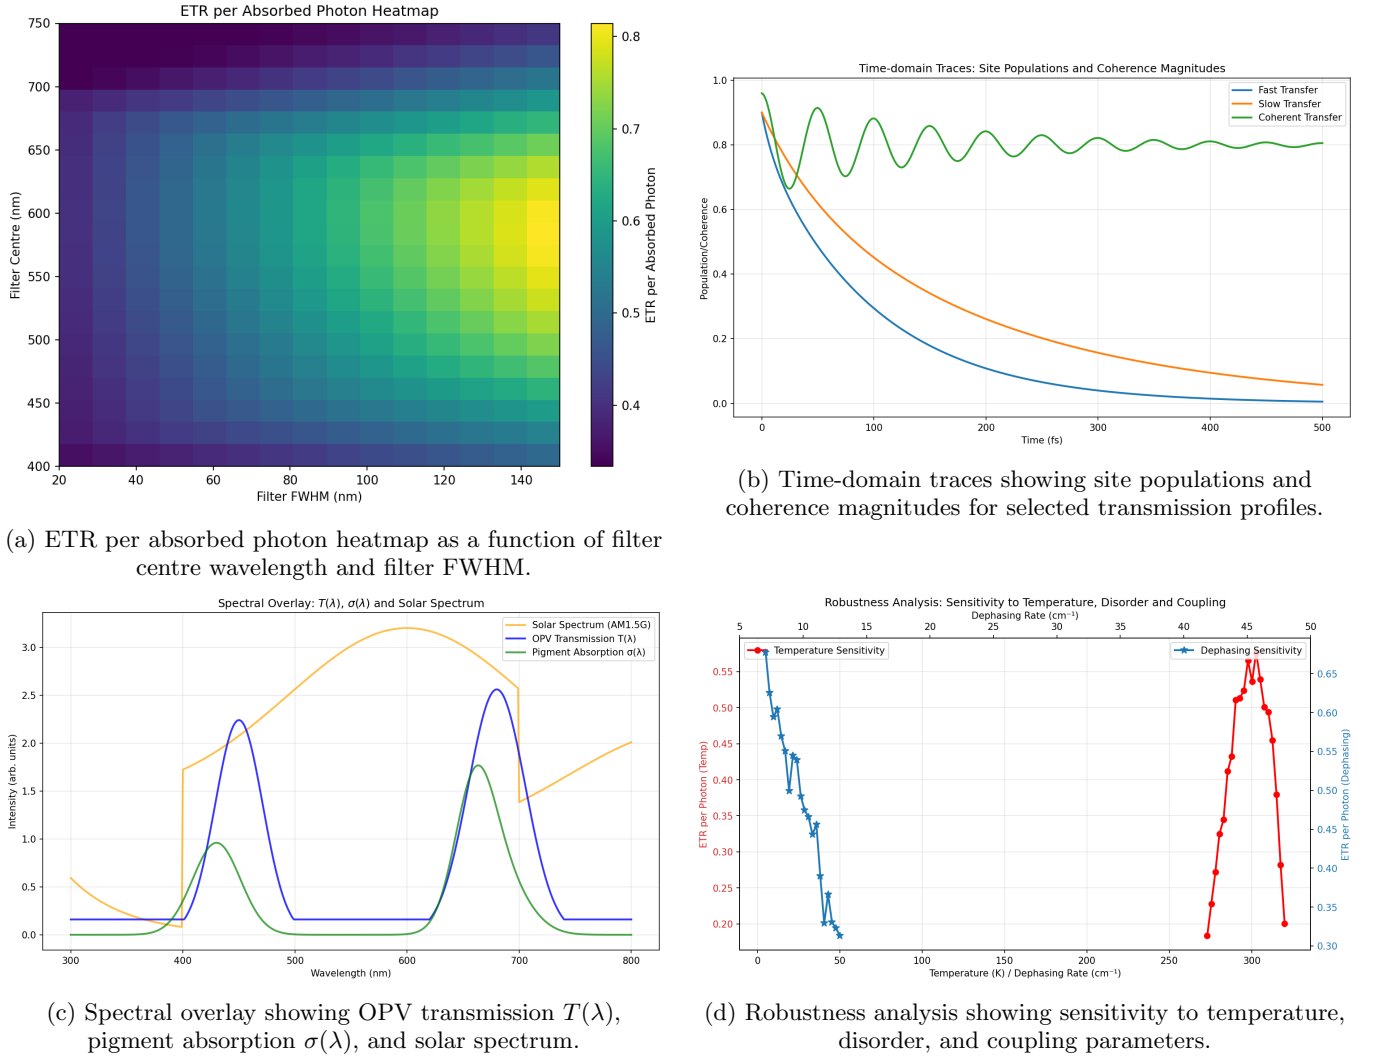 ETR per Absorbed Photon Heatmap
750
700
650
600
550
500
450
400
Filter Centre (nm)
20
40
60
80
100
120
140
Filter FWHM (nm)
0.8
0.7
0.6
0.5
0.4
ETR per Absorbed Photon
(a) ETR per absorbed photon heatmap as a function of filter
centre wavelength and filter FWHM.
Time-domain Traces: Site Populations and Coherence Magnitudes
1.0
0.8
0.6
0.4
0.2
0.0
Population/Coherence
Fast Transfer
Slow Transfer
Coherent Transfer
0
100
200
300
400
500
Time (fs)
(b) Time-domain traces showing site populations and
coherence magnitudes for selected transmission profiles.
Spectral Overlay: T(λ), σ(λ) and Solar Spectrum
3.0
2.5
2.0
1.5
1.0
0.5
0.0
Intensity (arb. units)
Solar Spectrum (AM1.5G)
OPV Transmission T(λ)
Pigment Absorption σ(λ)
300
400
500
600
700
800
Wavelength (nm)
(c) Spectral overlay showing OPV transmission T(λ),
pigment absorption σ(λ), and solar spectrum.
Robustness Analysis: Sensitivity to Temperature, Disorder and Coupling
Dephasing Rate (cm⁻¹)
5
10
15
20
25
30
35
40
45
50
Temperature Sensitivity
Dephasing Sensitivity
0.55
0.50
0.45
0.40
0.35
0.30
0.25
0.20
ETR per Photon (Temp)
0.65
0.60
0.55
0.50
0.45
0.40
0.35
0.30
ETR per Photon (Dephasing)
0
50
100
150
200
250
300
Temperature (K) / Dephasing Rate (cm⁻¹)
(d) Robustness analysis showing sensitivity to temperature,
disorder, and coupling parameters.